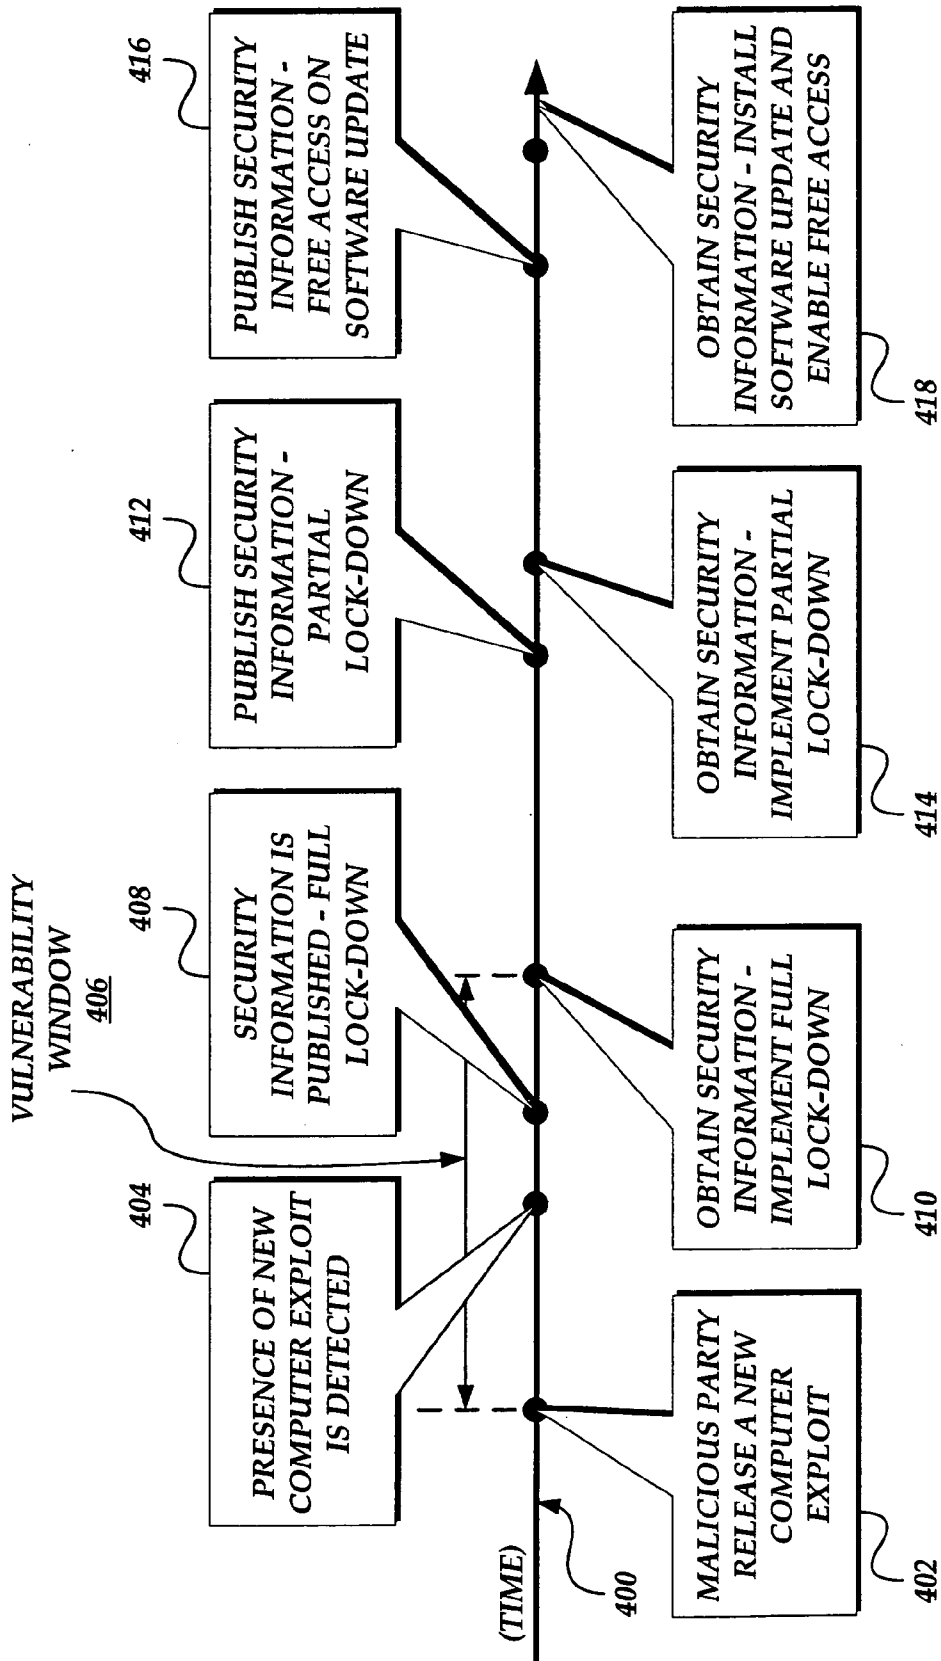 VULNERABILITY
WINDOW
406
404
408
412
416
PRESENCE OF NEW
COMPUTER EXPLOIT
IS DETECTED
SECURITY
INFORMATION IS
PUBLISHED - FULL
LOCK-DOWN
PUBLISH SECURITY
INFORMATION -
PARTIAL
LOCK-DOWN
PUBLISH SECURITY
INFORMATION -
FREE ACCESS ON
SOFTWARE UPDATE
(TIME)
400
MALICIOUS PARTY
RELEASE A NEW
COMPUTER
EXPLOIT
OBTAIN SECURITY
INFORMATION -
IMPLEMENT FULL
LOCK-DOWN
OBTAIN SECURITY
INFORMATION -
IMPLEMENT PARTIAL
LOCK-DOWN
OBTAIN SECURITY
INFORMATION - INSTALL
SOFTWARE UPDATE AND
ENABLE FREE ACCESS
402
410
414
418